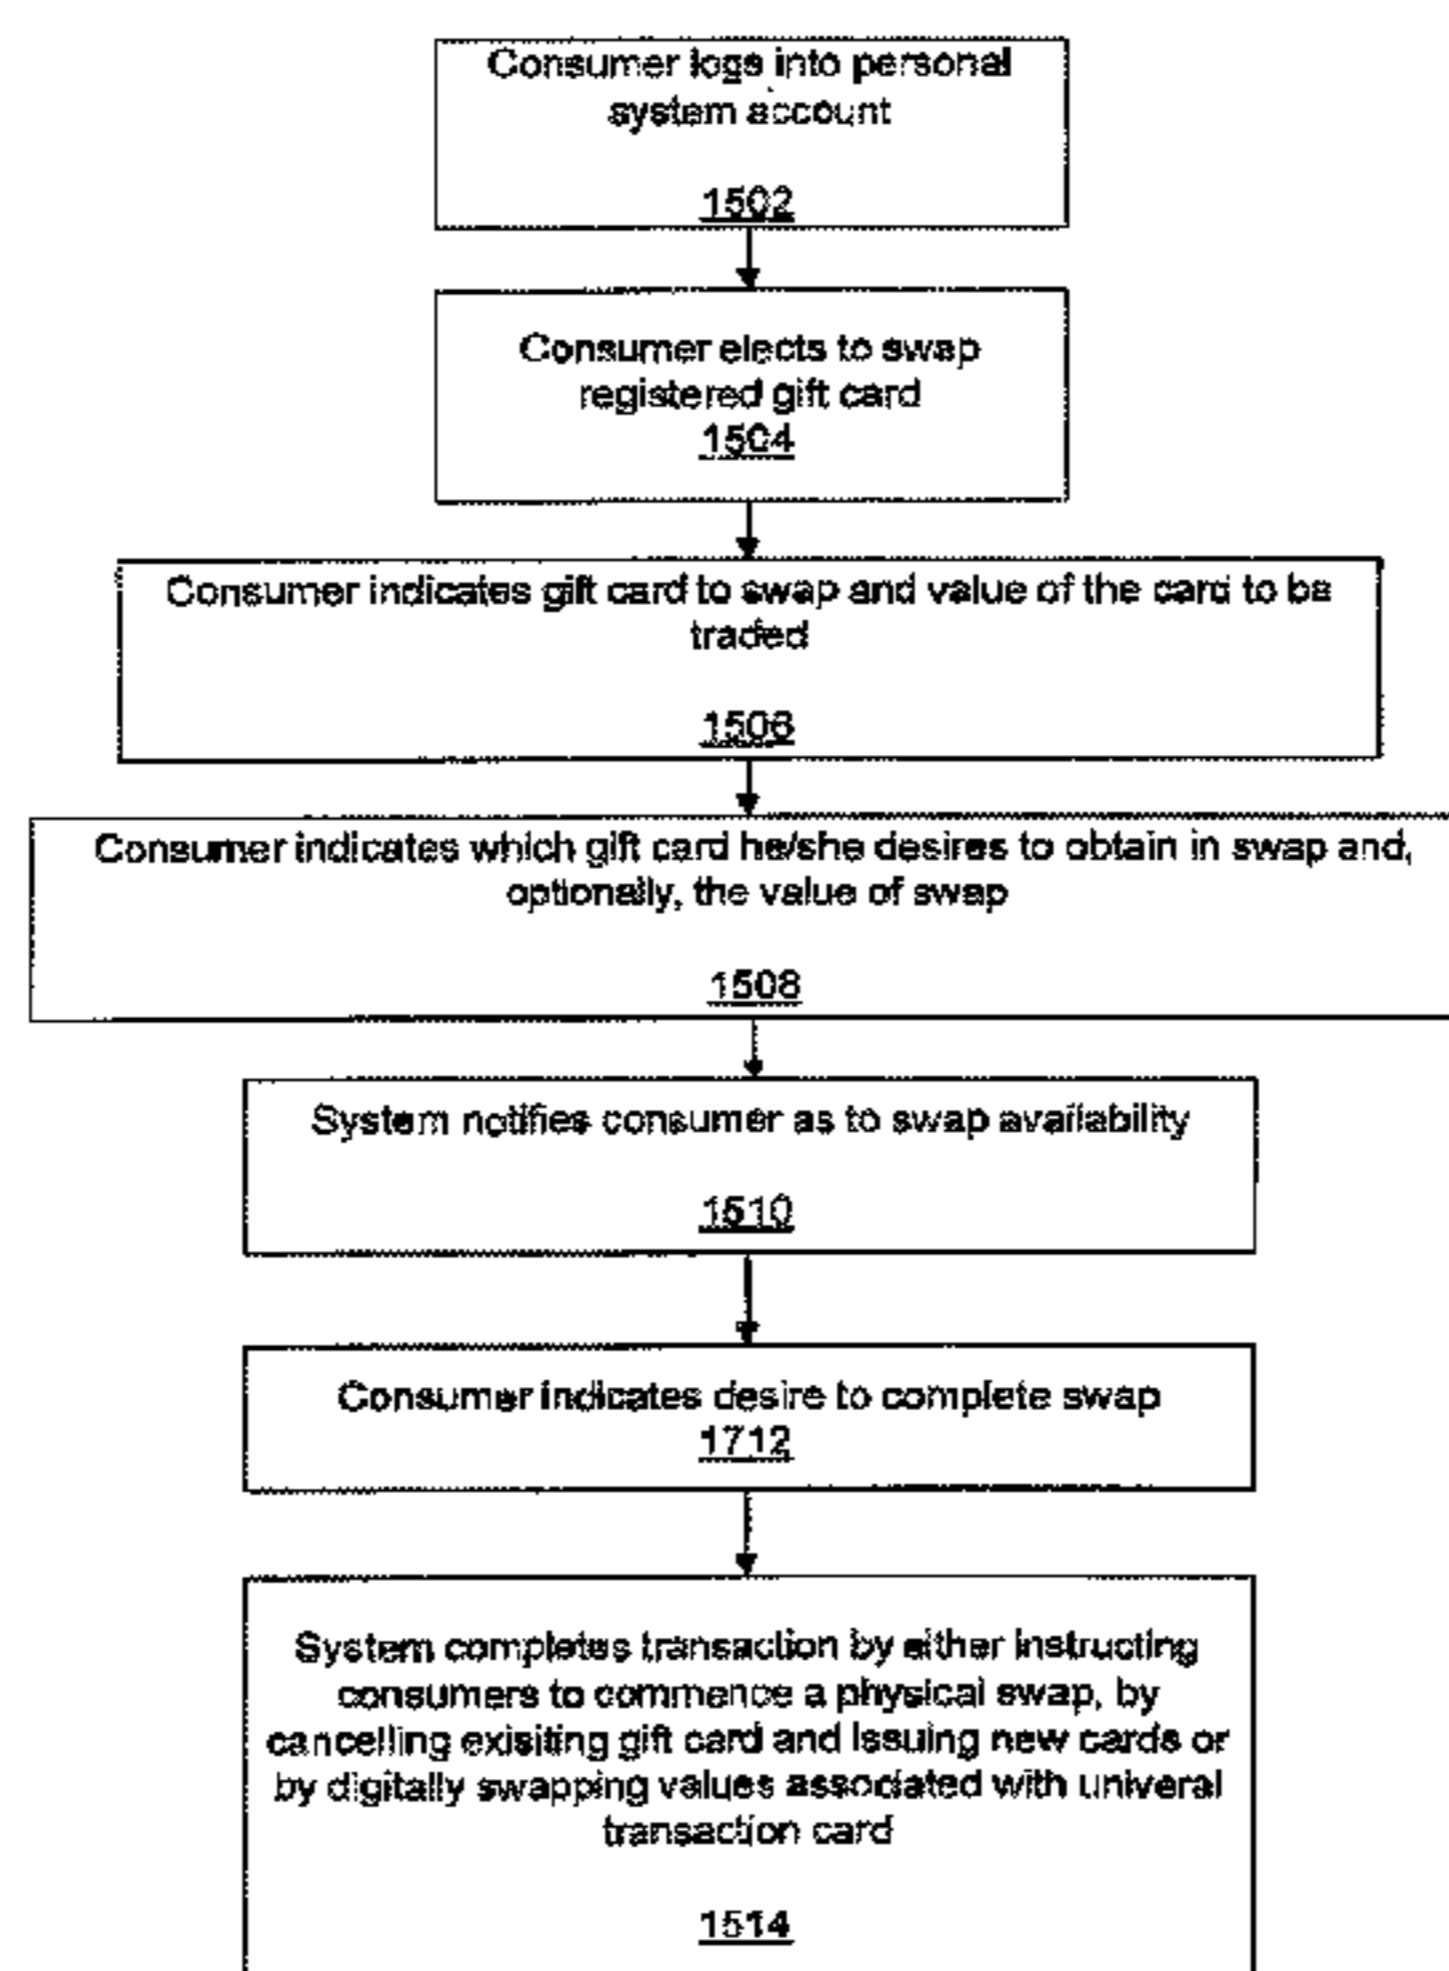 Consumer logs into personal
system account
1502
Consumer elects to swap
registered gift card
1504
Consumer indicates gift card to swap and value of the card to be
traded
1506
Consumer indicates which gift card he/she desires to obtain in swap and,
optionally, the value of swap
1508
System notifies consumer as to swap availability
1510
Consumer indicates desire to complete swap
1712
System completes transaction by either instructing
consumers to commence a physical swap, by
cancelling exisiting gift card and issuing new cards or
by digitally swapping values associated with univeral
transaction card
1514